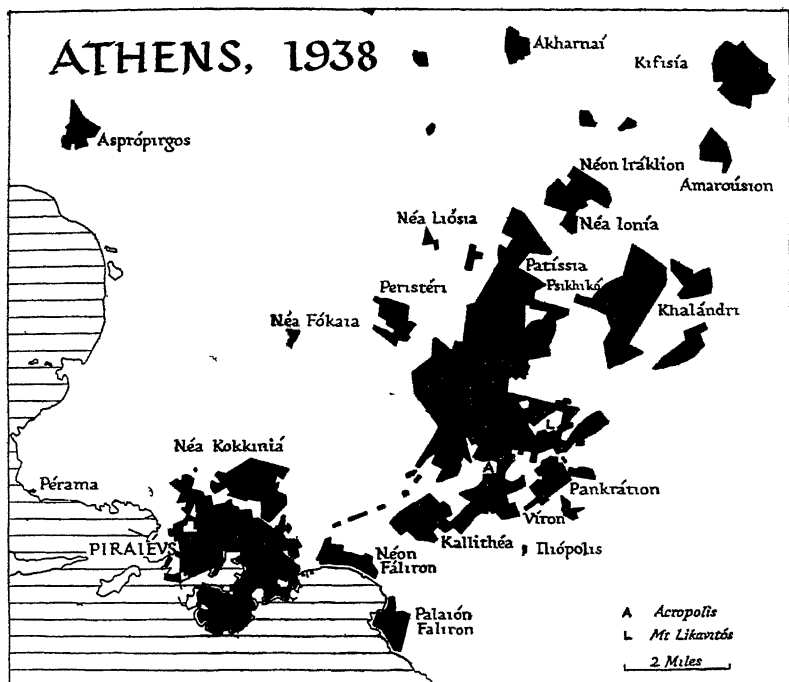 ATHENS, 1938
Akharnaí
Kifisía
Asprópirgos
Néon Iráklion
Amaroúsion
Néa Liósia
Néa Ionía
Patíssia
Peristéri
Psikhikó
Khalándri
Néa Fókaia
L
Néa Kokkiniá
A
Pérama
Pankrátion
Víron
PIRAIEVS
Kallithéa
Iliópolis
Néon
Fáliron
Palaión
Faliron
A Acropolis
L Mt Likavitós
2 Miles